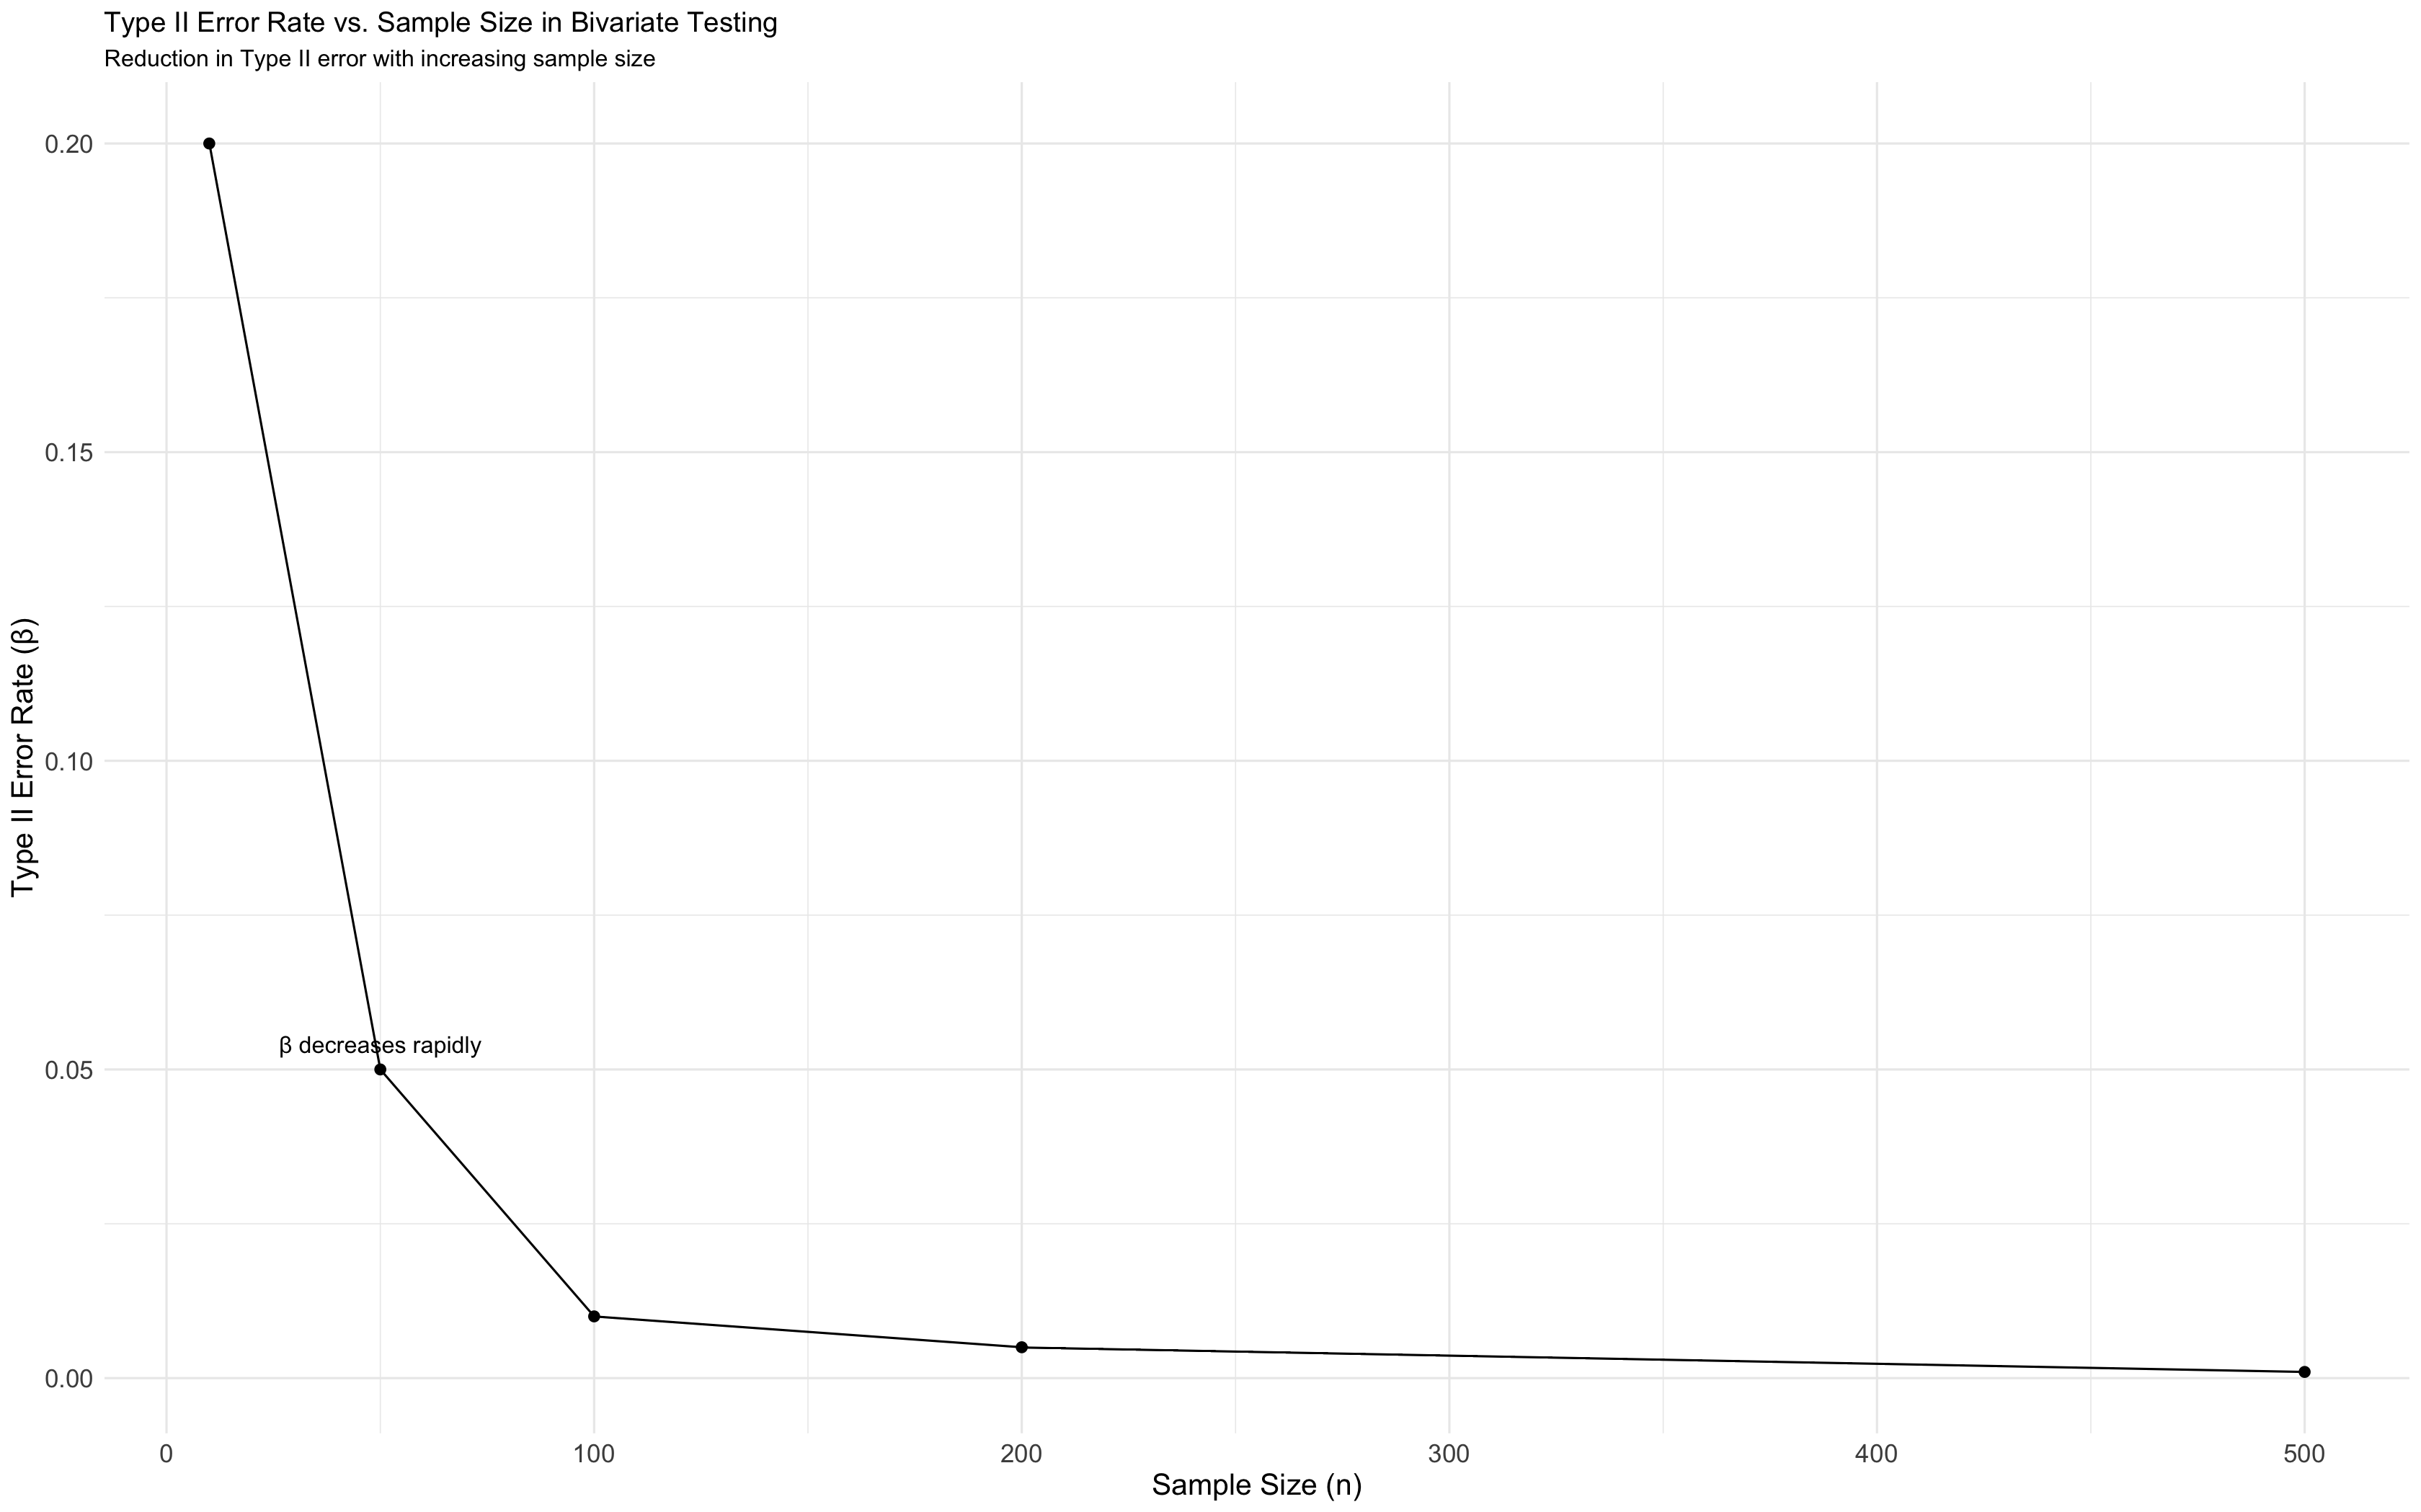 Type II Error Rate vs. Sample Size in Bivariate Testing
Reduction in Type II error with increasing sample size
Type II Error Rate (β)
0.20
0.15
0.10
0.05
0.00
β decreases rapidly
0 100 200 300 400 500
Sample Size (n)